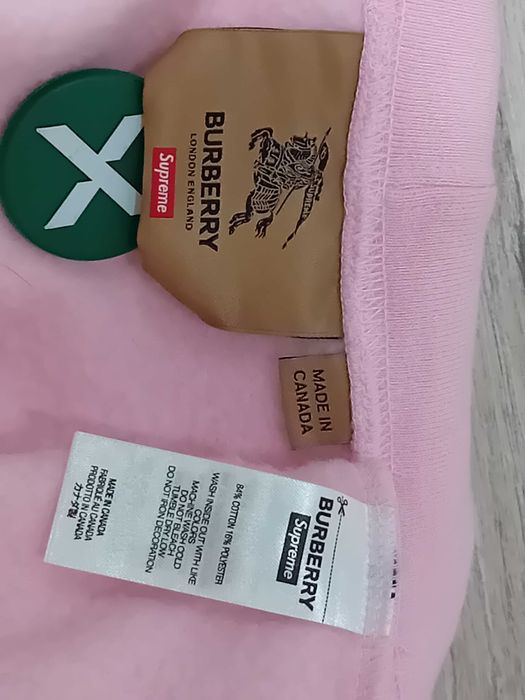 BURBERRY
LONDON ENGLAND
Supreme
X
MADE IN
CANADA
BURBERRY
Supreme
84% COTTON 16% POLYESTER
WASH INSIDE OUT WITH LIKE
COLORS
MACHINE WASH COLD
DO NOT BLEACH
TUMBLE DRY LOW
DO NOT IRON DECORATION
MADE IN CANADA
FABRIQUÉ AU CANADA
PRODOTTO IN CANADA
カナダ製